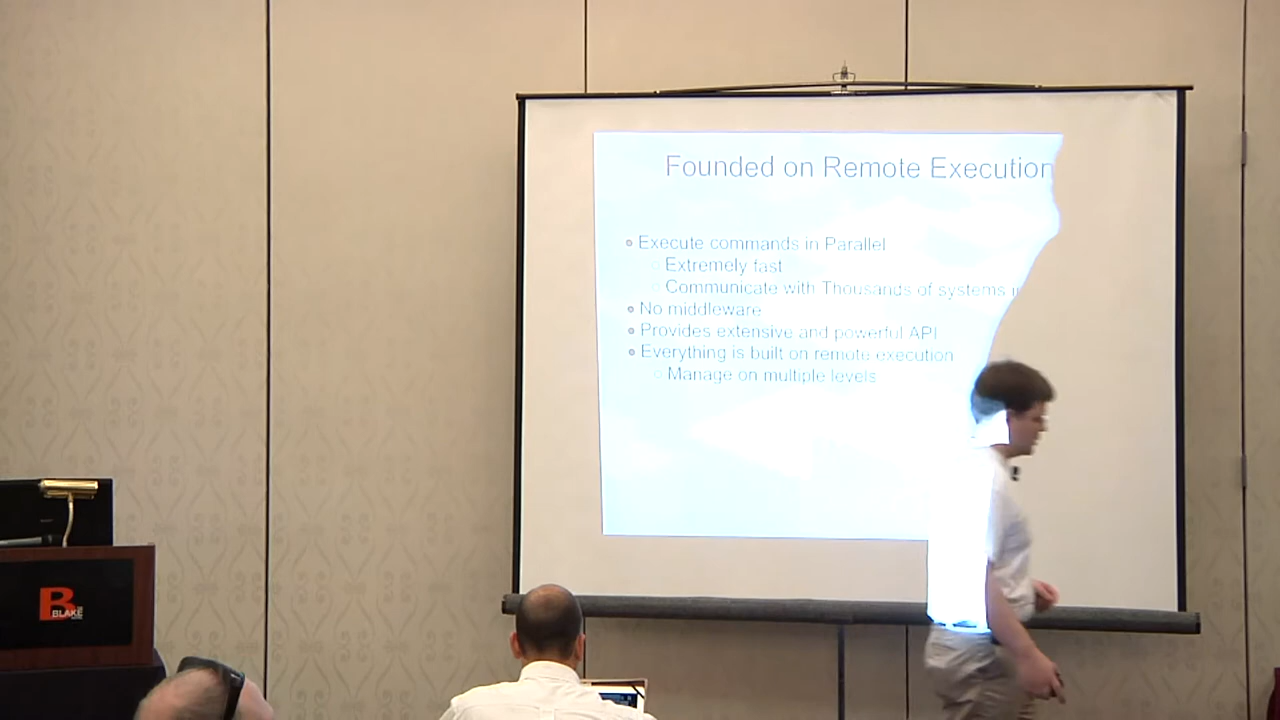 Founded on Remote Execution
Execute commands in Parallel
Extremely fast
Communicate with Thousands of systems
No middleware
Provides extensive and powerful API
Everything is built on remote execution
Manage on multiple levels
B
BLAKE